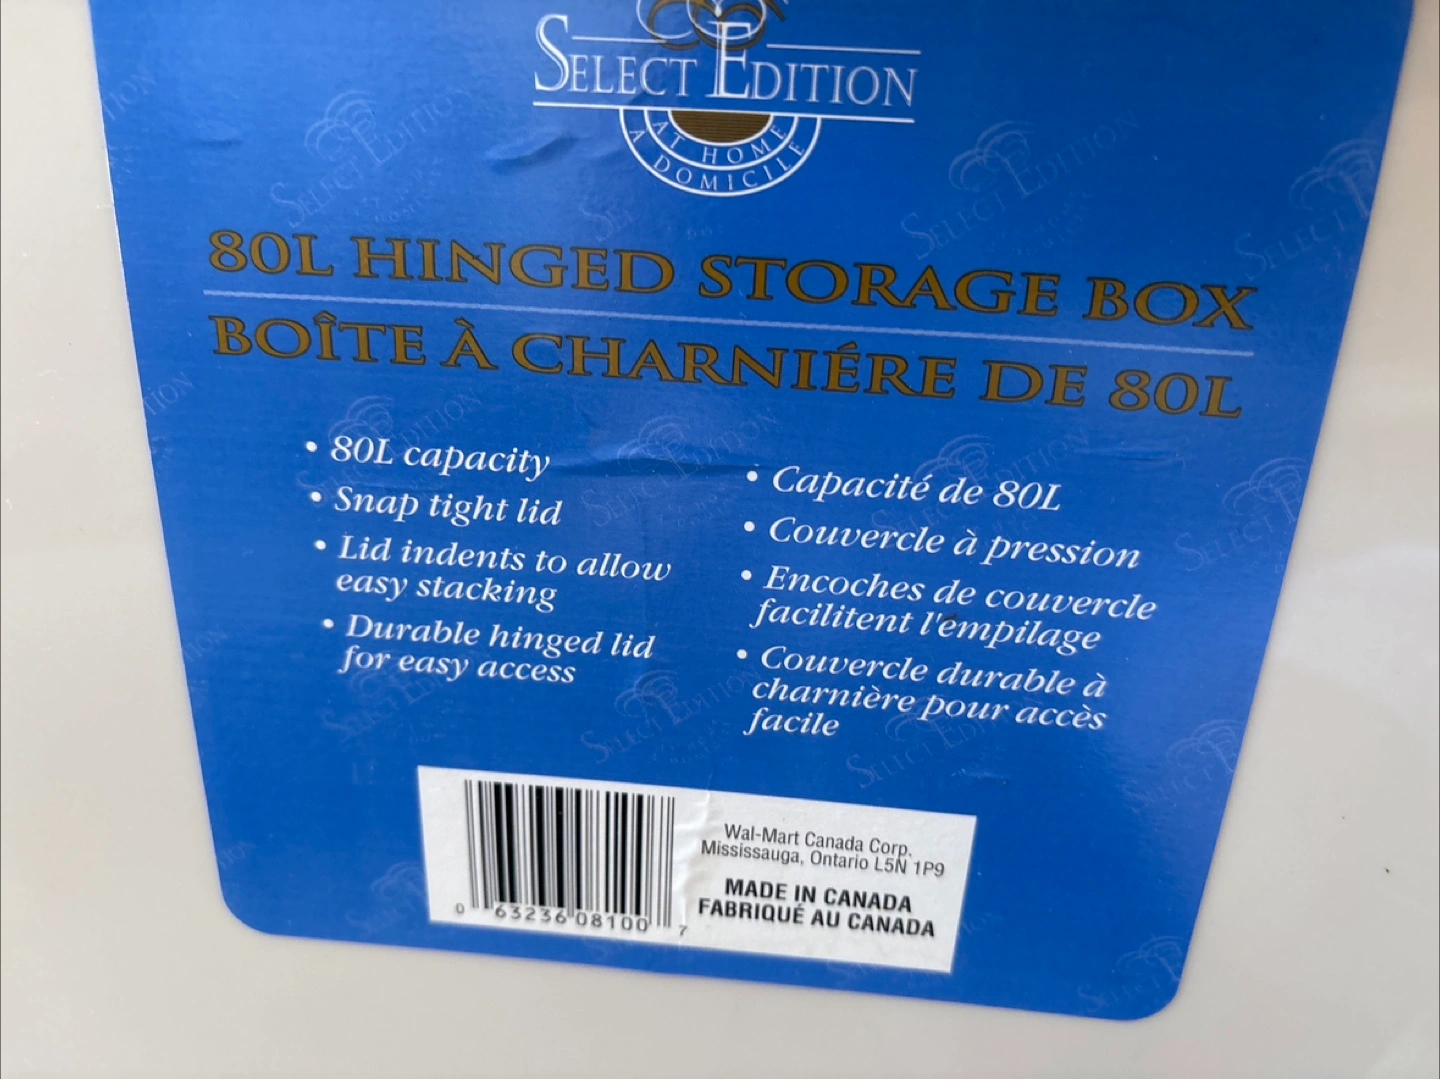 SELECT EDITION
AT HOME
À DOMICILE
80L HINGED STORAGE BOX
BOÎTE À CHARNIÉRE DE 80L
• 80L capacity
• Snap tight lid
• Lid indents to allow
easy stacking
• Durable hinged lid
for easy access
• Capacité de 80L
• Couvercle à pression
• Encoches de couvercle
facilitent l'empilage
• Couvercle durable à
charnière pour accès
facile
0 63236 08100 7
Wal-Mart Canada Corp.
Mississauga, Ontario L5N 1P9
MADE IN CANADA
FABRIQUÉ AU CANADA